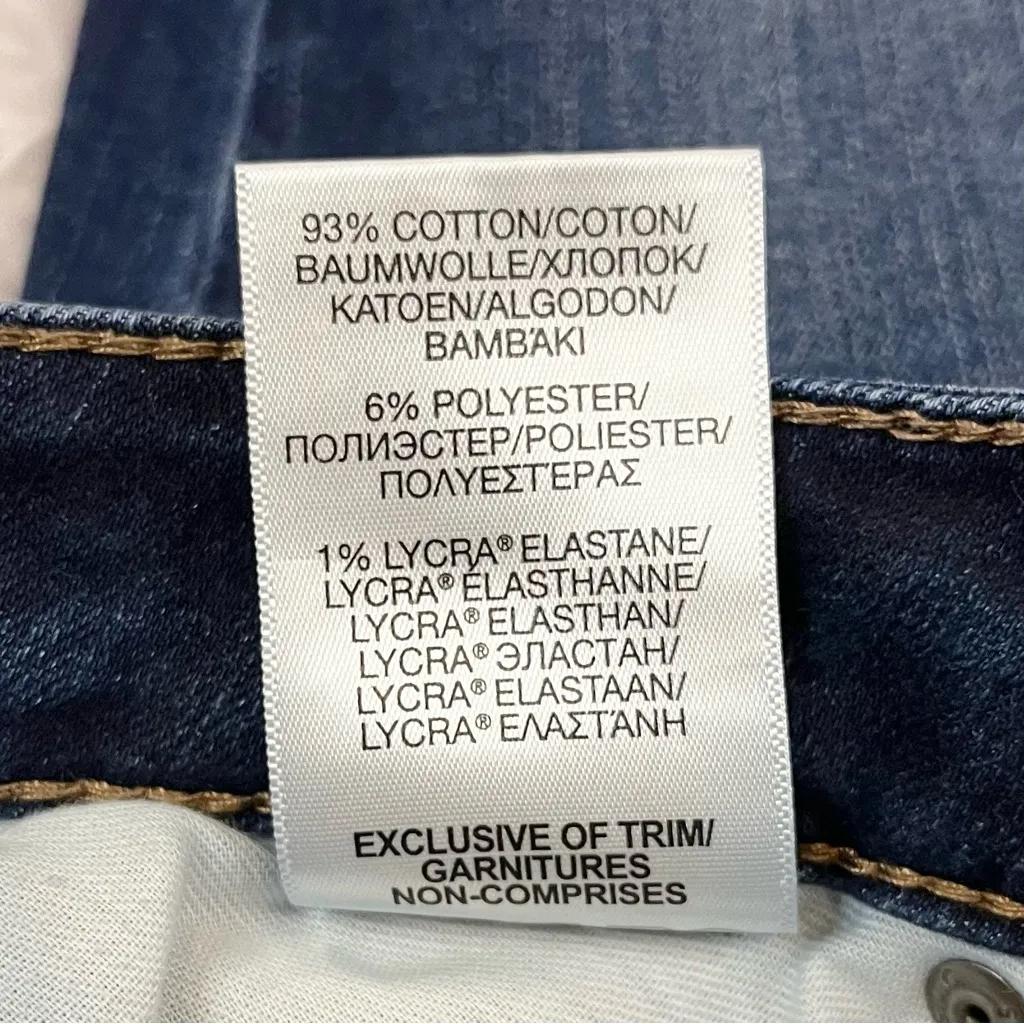 93% COTTON/COTON/
BAUMWOLLE/ХЛОПОК/
KATOEN/ALGODON/
ΒΑΜΒΆΚΙ
6% POLYESTER/
ПОЛИЭСТЕР/POLIESTER/
ΠΟΛΥΕΣΤΈΡΑΣ
1% LYCRA® ELASTANE/
LYCRA® ÉLASTHANNE/
LYCRA® ELASTHAN/
LYCRA® ЭЛАСТАН/
LYCRA® ELASTAAN/
LYCRA® ΕΛΑΣΤΆΝΗ
EXCLUSIVE OF TRIM/
GARNITURES
NON-COMPRISES